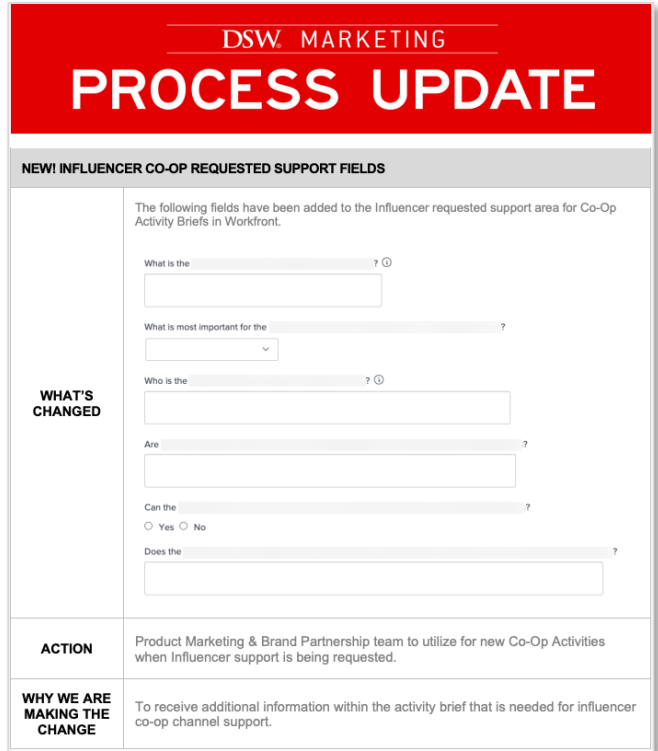 DSW. MARKETING
PROCESS UPDATE
NEW! INFLUENCER CO-OP REQUESTED SUPPORT FIELDS
WHAT'S
CHANGED
The following fields have been added to the Influencer requested support area for Co-Op
Activity Briefs in Workfront.
What is the ?
What is most important for the ?
Who is the ?
Are ?
Can the ?
Yes No
Does the ?
ACTION
Product Marketing & Brand Partnership team to utilize for new Co-Op Activities
when Influencer support is being requested.
WHY WE ARE
MAKING THE
CHANGE
To receive additional information within the activity brief that is needed for influencer
co-op channel support.